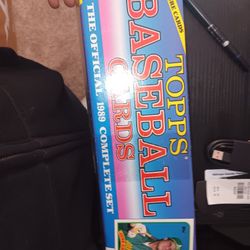 TOPPS
BASEBALL
CARDS
THE OFFICIAL 1989 COMPLETE SET